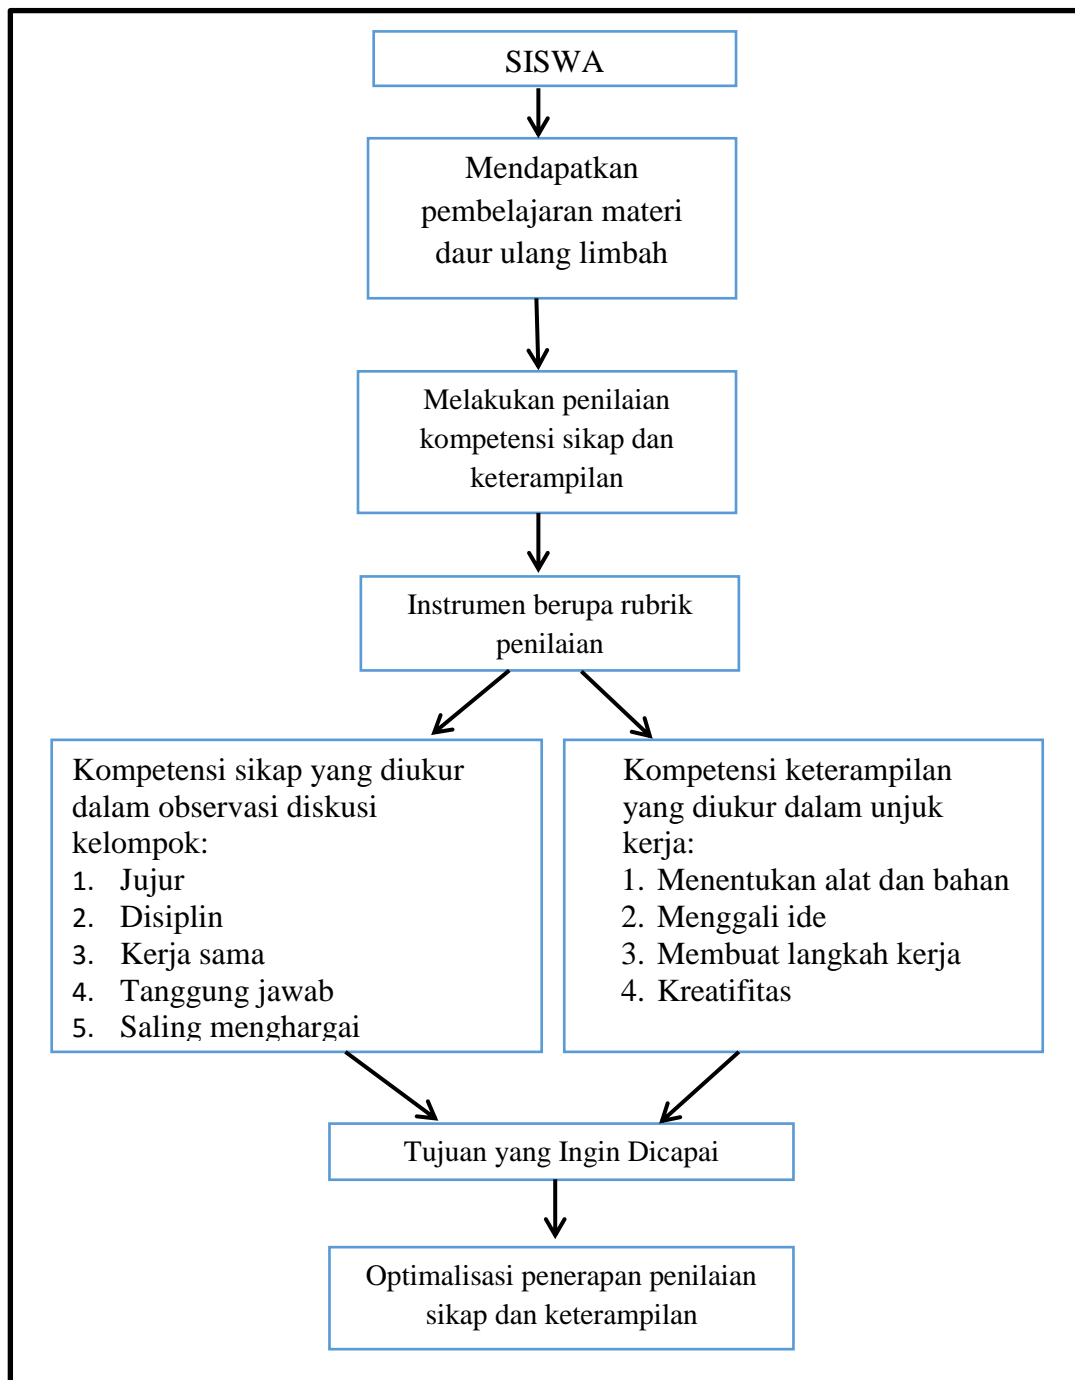 SISWA
Mendapatkan
pembelajaran materi
daur ulang limbah
Melakukan penilaian
kompetensi sikap dan
keterampilan
Instrumen berupa rubrik
penilaian
Kompetensi sikap yang diukur
dalam observasi diskusi
kelompok:
1. Jujur
2. Disiplin
3. Kerja sama
4. Tanggung jawab
5. Saling menghargai
Kompetensi keterampilan
yang diukur dalam unjuk
kerja:
1. Menentukan alat dan bahan
2. Menggali ide
3. Membuat langkah kerja
4. Kreatifitas
Tujuan yang Ingin Dicapai
Optimalisasi penerapan penilaian
sikap dan keterampilan